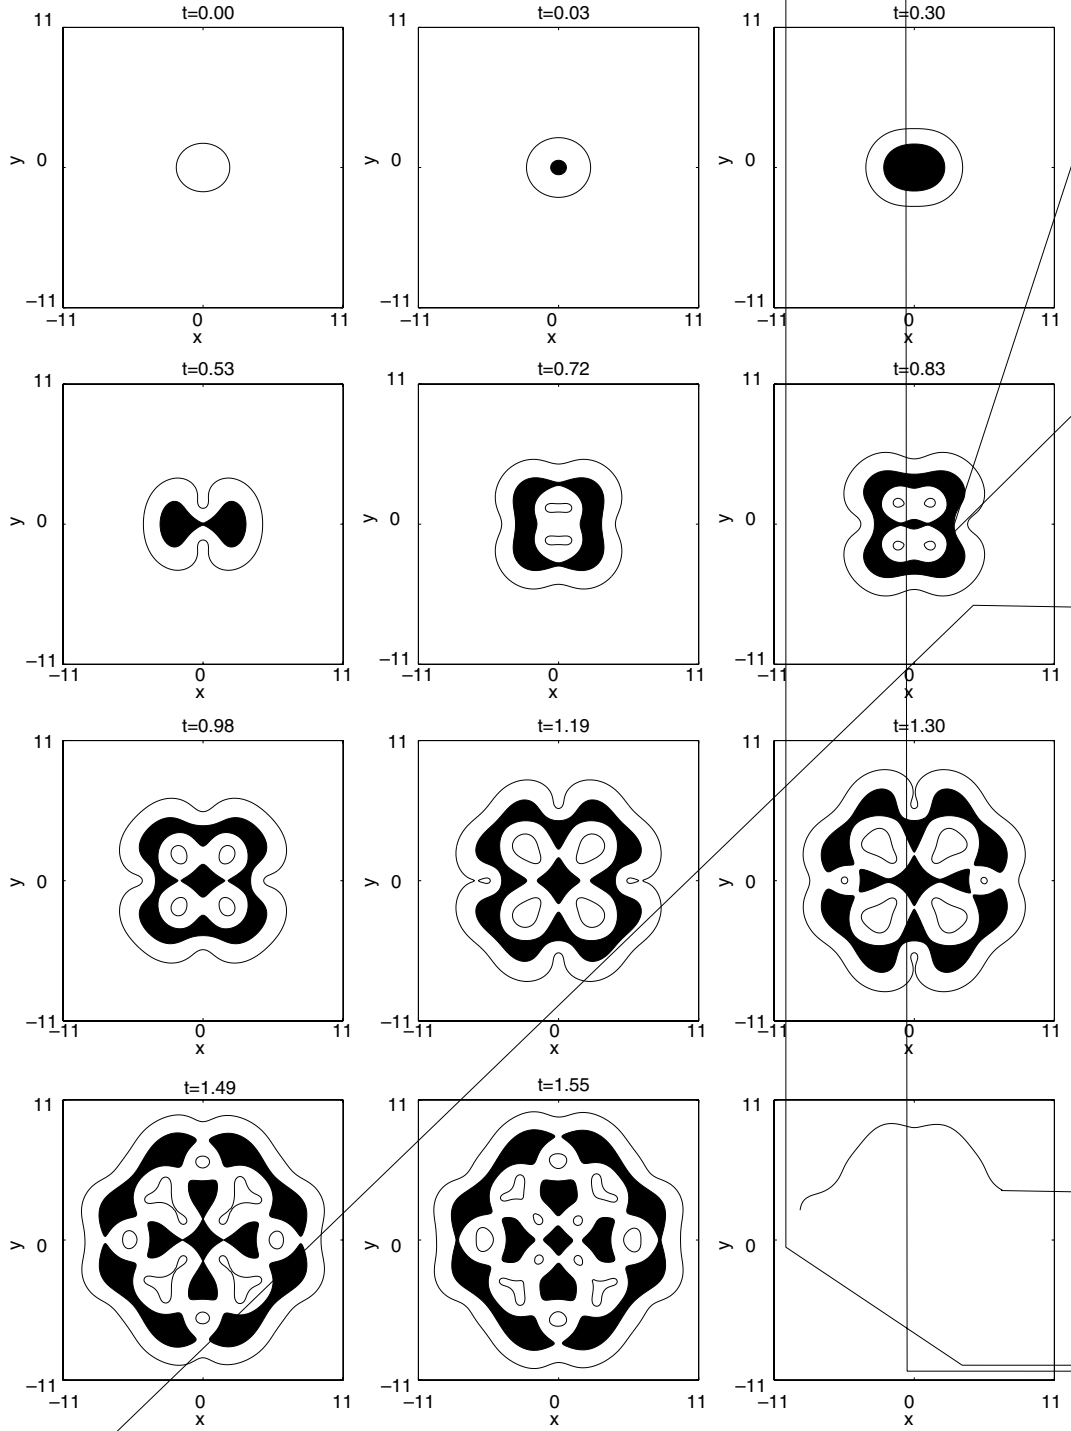 t=0.00 t=0.03 t=0.30
11 11 11
y 0 y 0 y 0
−11 −11 −11
−11 0 11 −11 0 11 −11 0 11
x x x
t=0.53 t=0.72 t=0.83
11 11 11
y 0 y 0 y 0
−11 −11 −11
−11 0 11 −11 0 11 −11 0 11
x x x
t=0.98 t=1.19 t=1.30
11 11 11
y 0 y 0 y 0
−11 −11 −11
−11 0 11 −11 0 11 −11 0 11
x x x
t=1.49 t=1.55
11 11 11
y 0 y 0 y 0
−11 −11 −11
−11 0 11 −11 0 11 −11 0 11
x x x